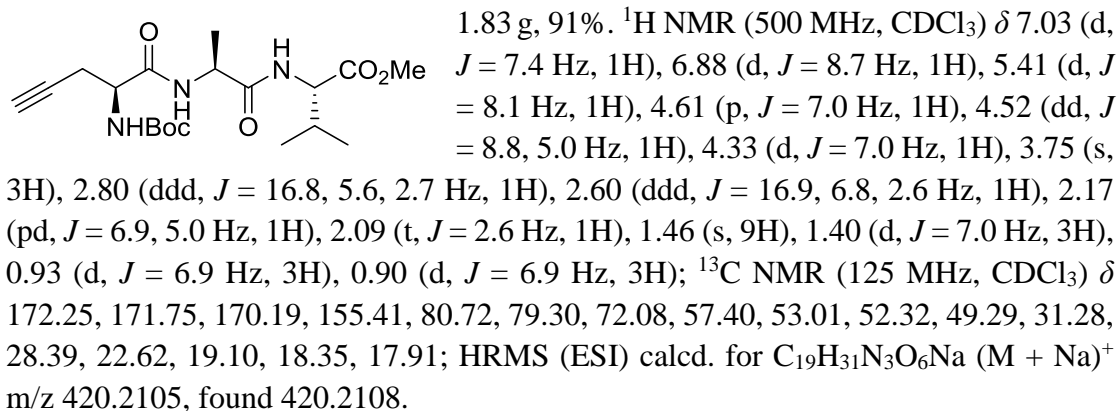 O
O
H
N
CO₂Me
N
H
NHBoc
O
1.83 g, 91%. ¹H NMR (500 MHz, CDCl₃) δ 7.03 (d,
J = 7.4 Hz, 1H), 6.88 (d, J = 8.7 Hz, 1H), 5.41 (d, J
= 8.1 Hz, 1H), 4.61 (p, J = 7.0 Hz, 1H), 4.52 (dd, J
= 8.8, 5.0 Hz, 1H), 4.33 (d, J = 7.0 Hz, 1H), 3.75 (s,
3H), 2.80 (ddd, J = 16.8, 5.6, 2.7 Hz, 1H), 2.60 (ddd, J = 16.9, 6.8, 2.6 Hz, 1H), 2.17
(pd, J = 6.9, 5.0 Hz, 1H), 2.09 (t, J = 2.6 Hz, 1H), 1.46 (s, 9H), 1.40 (d, J = 7.0 Hz, 3H),
0.93 (d, J = 6.9 Hz, 3H), 0.90 (d, J = 6.9 Hz, 3H); ¹³C NMR (125 MHz, CDCl₃) δ
172.25, 171.75, 170.19, 155.41, 80.72, 79.30, 72.08, 57.40, 53.01, 52.32, 49.29, 31.28,
28.39, 22.62, 19.10, 18.35, 17.91; HRMS (ESI) calcd. for C₁₉H₃₁N₃O₆Na (M + Na)⁺
m/z 420.2105, found 420.2108.